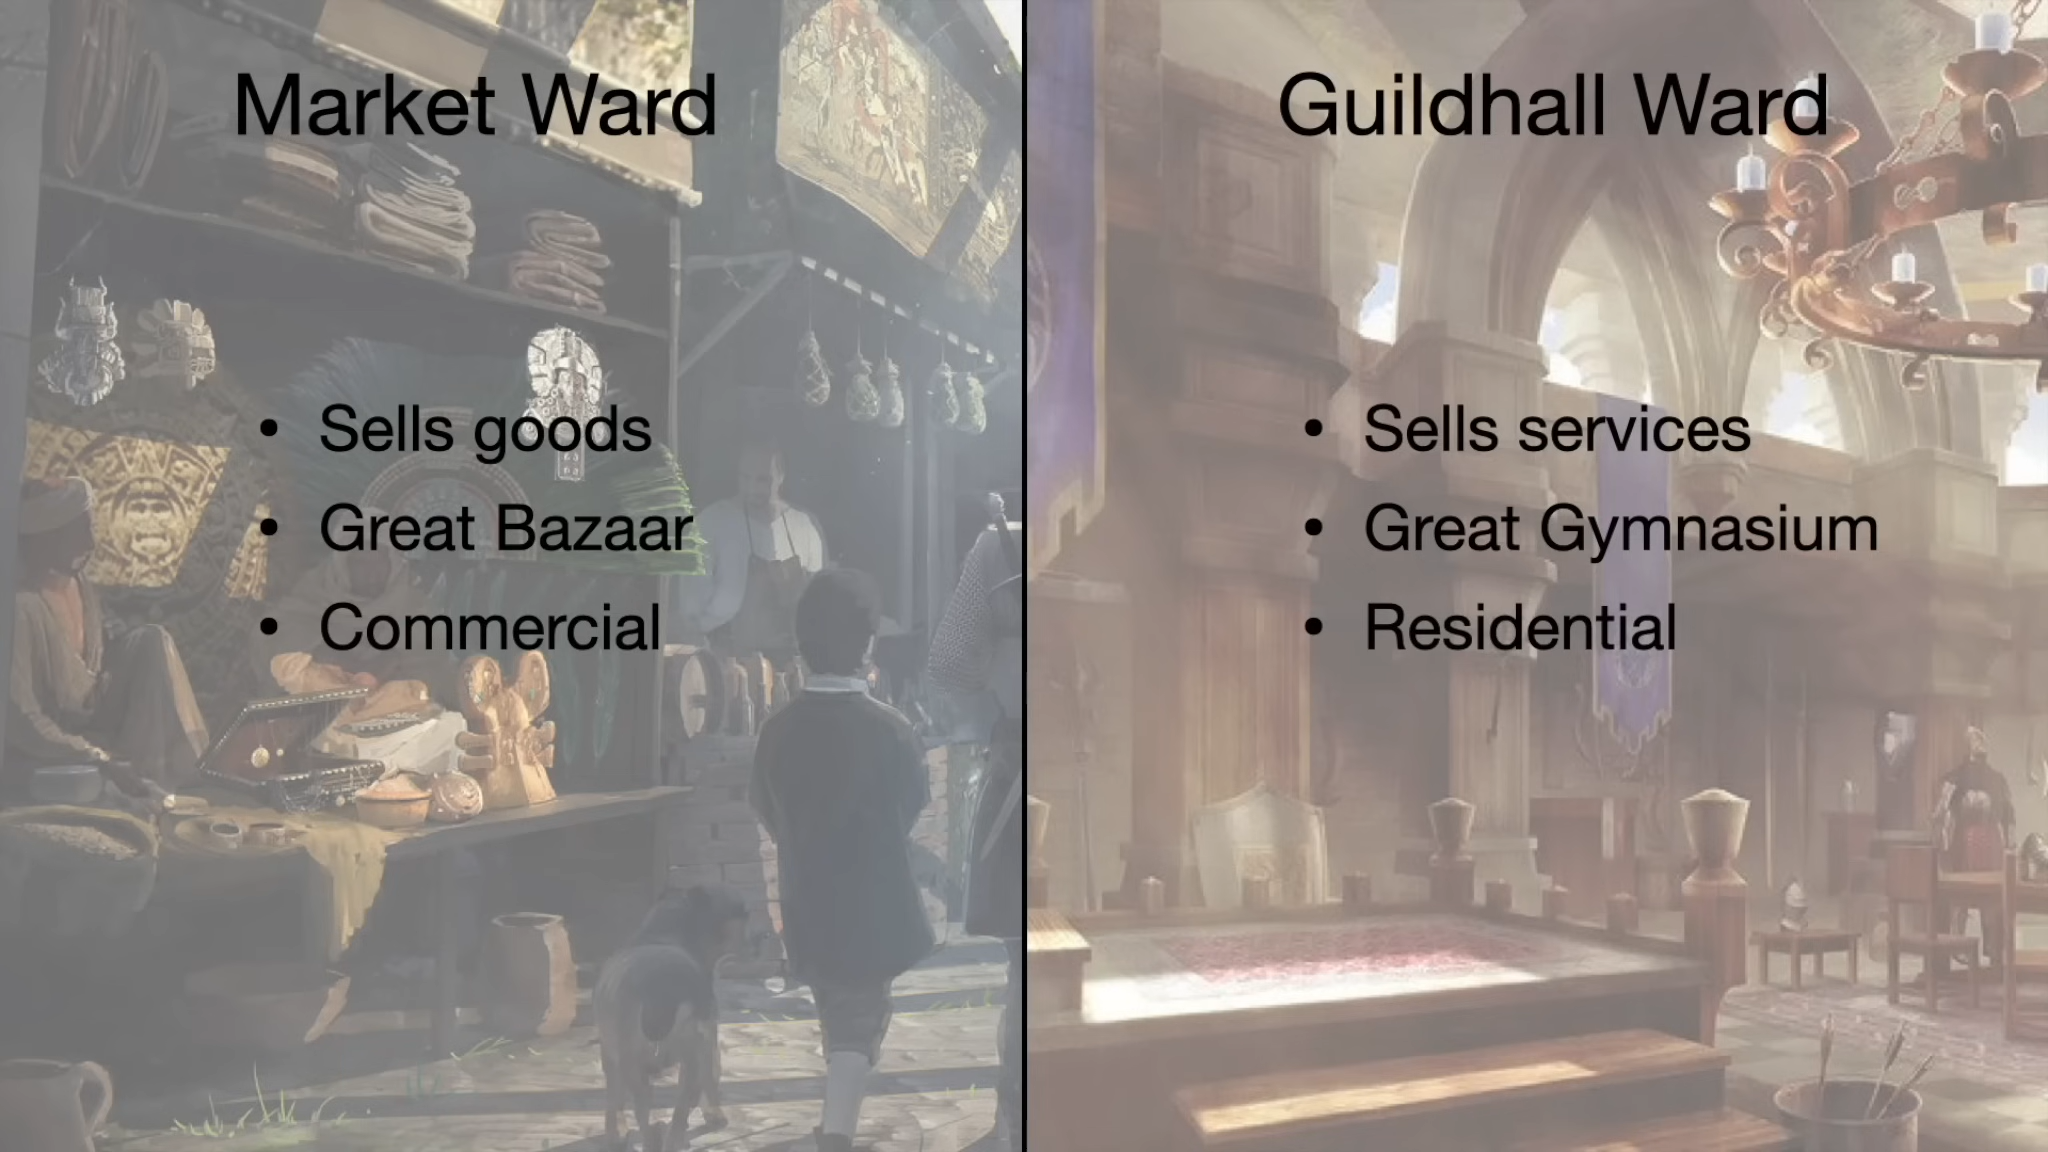 Market Ward
• Sells goods
• Great Bazaar
• Commercial
Guildhall Ward
• Sells services
• Great Gymnasium
• Residential